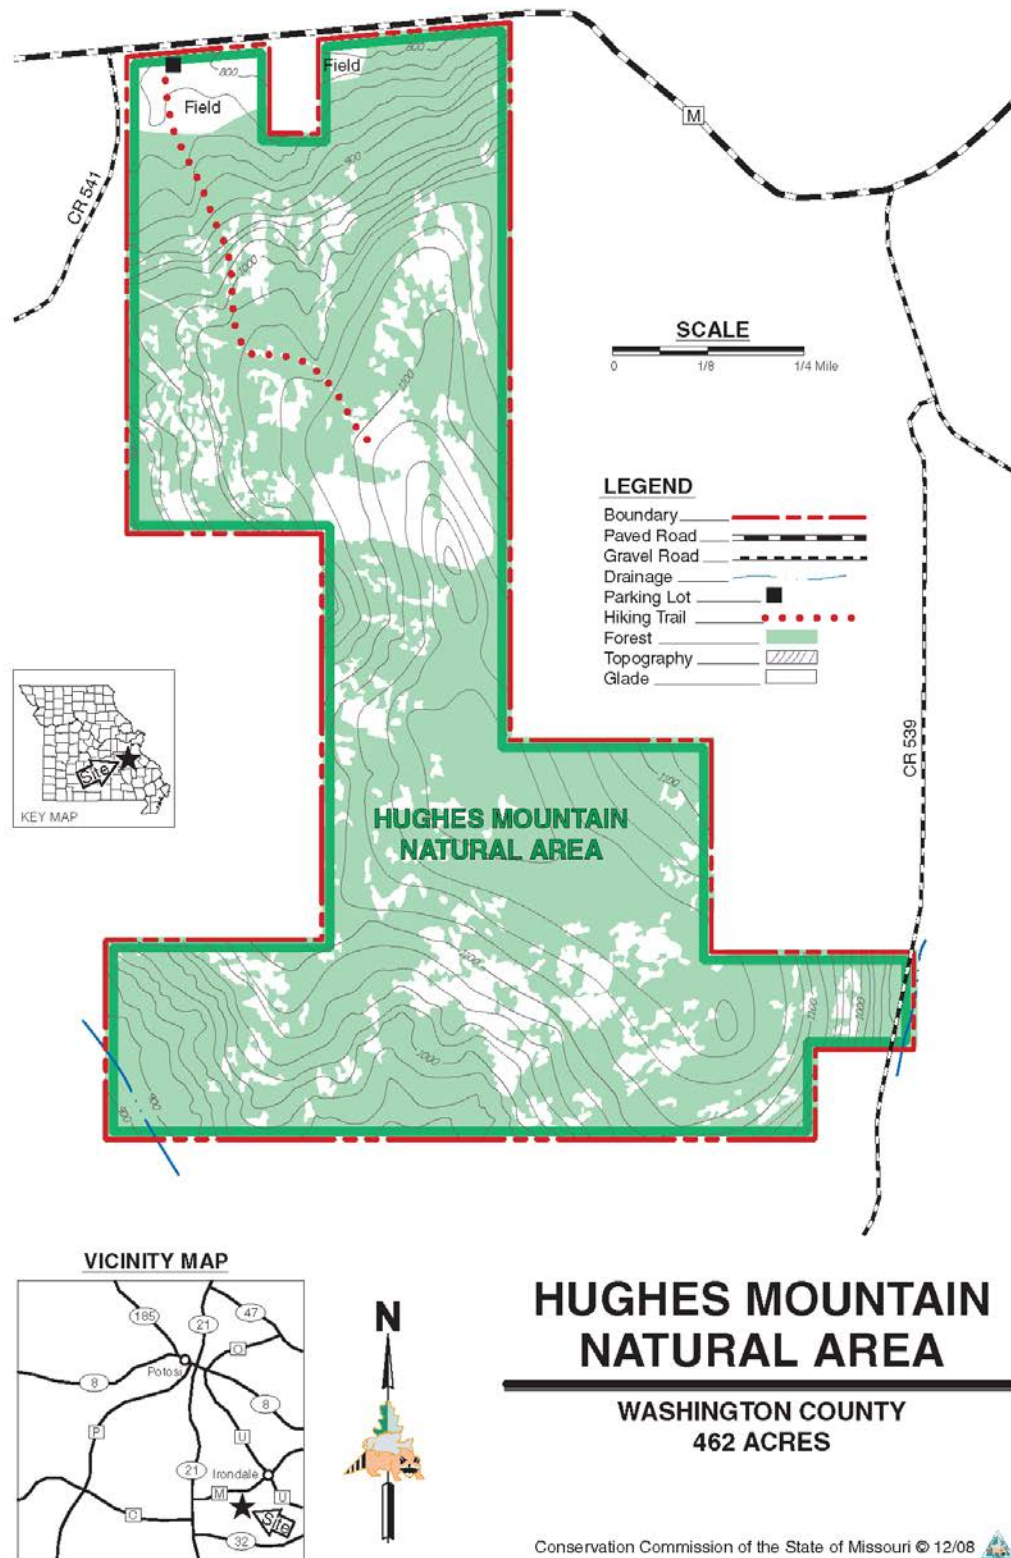 800
800
Field
Field
M
900
CR 541
1000
SCALE
0 1/8 1/4 Mile
1100
LEGEND
Boundary
Paved Road
Gravel Road
Drainage
Parking Lot
Hiking Trail
Forest
Topography
Glade
CR 539
Site
KEY MAP
1100
HUGHES MOUNTAIN
NATURAL AREA
1100
1100
1000
1000
900
900
VICINITY MAP
185
21
47
O
Potosi
8
8
P
U
21
Irondale
M
U
C
Site
32
N
HUGHES MOUNTAIN
NATURAL AREA
WASHINGTON COUNTY
462 ACRES
Conservation Commission of the State of Missouri © 12/08